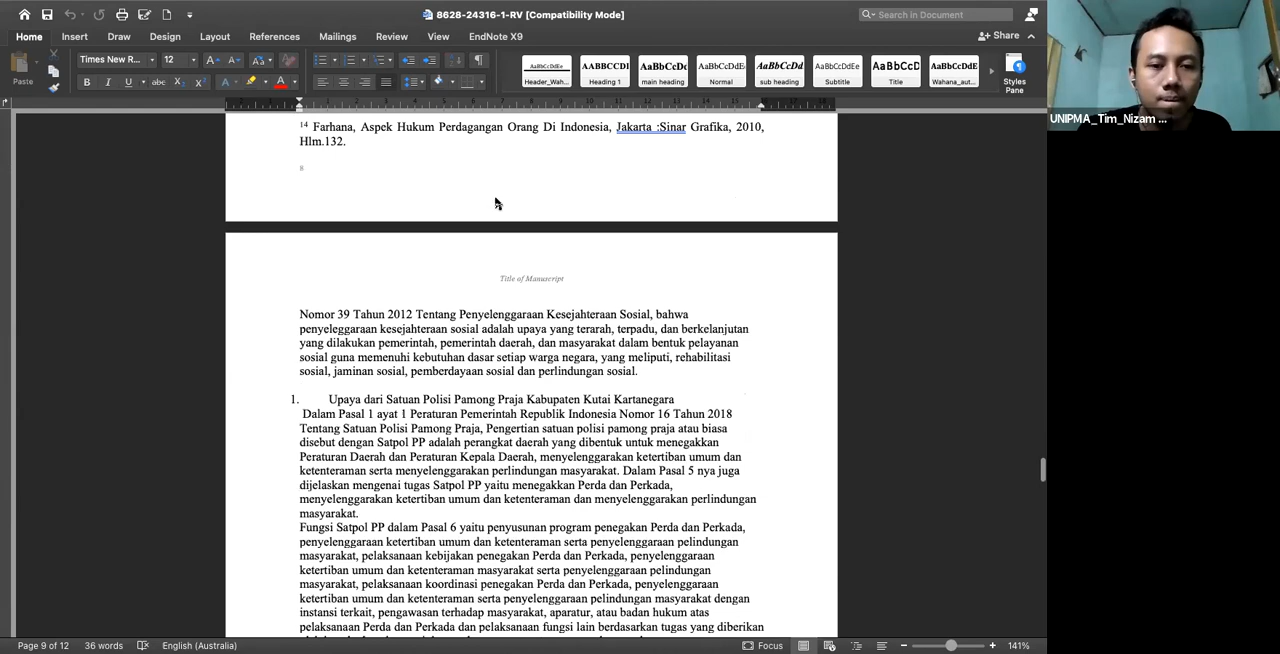 8628-24316-1-RV [Compatibility Mode]
Search in Document
Home Insert Draw Design Layout References Mailings Review View EndNote X9
Share
Paste
Times New R... 12
AaBbCcDdEe AABBCCDI AaBbCcDc AaBbCcDdE AaBbCcDd AaBbCcDdEe AaBbCcD AaBbCcDdE
Header_Wah... Heading 1 main heading Normal sub heading Subtitle Title Wahana_aut...
Styles
Pane
UNIPMA_Tim_Nizam ...
14 Farhana, Aspek Hukum Perdagangan Orang Di Indonesia, Jakarta :Sinar Grafika, 2010,
Hlm.132.
8
Title of Manuscript
Nomor 39 Tahun 2012 Tentang Penyelenggaraan Kesejahteraan Sosial, bahwa
penyeleggaraan kesejahteraan sosial adalah upaya yang terarah, terpadu, dan berkelanjutan
yang dilakukan pemerintah, pemerintah daerah, dan masyarakat dalam bentuk pelayanan
sosial guna memenuhi kebutuhan dasar setiap warga negara, yang meliputi, rehabilitasi
sosial, jaminan sosial, pemberdayaan sosial dan perlindungan sosial.
1. Upaya dari Satuan Polisi Pamong Praja Kabupaten Kutai Kartanegara
Dalam Pasal 1 ayat 1 Peraturan Pemerintah Republik Indonesia Nomor 16 Tahun 2018
Tentang Satuan Polisi Pamong Praja, Pengertian satuan polisi pamong praja atau biasa
disebut dengan Satpol PP adalah perangkat daerah yang dibentuk untuk menegakkan
Peraturan Daerah dan Peraturan Kepala Daerah, menyelenggarakan ketertiban umum dan
ketenteraman serta menyelenggarakan perlindungan masyarakat. Dalam Pasal 5 nya juga
dijelaskan mengenai tugas Satpol PP yaitu menegakkan Perda dan Perkada,
menyelenggarakan ketertiban umum dan ketenteraman dan menyelenggarakan perlindungan
masyarakat.
Fungsi Satpol PP dalam Pasal 6 yaitu penyusunan program penegakan Perda dan Perkada,
penyelenggaraan ketertiban umum dan ketenteraman serta penyelenggaraan pelindungan
masyarakat, pelaksanaan kebijakan penegakan Perda dan Perkada, penyelenggaraan
ketertiban umum dan ketenteraman masyarakat serta penyelenggaraan pelindungan
masyarakat, pelaksanaan koordinasi penegakan Perda dan Perkada, penyelenggaraan
ketertiban umum dan ketenteraman serta penyelenggaraan pelindungan masyarakat dengan
instansi terkait, pengawasan terhadap masyarakat, aparatur, atau badan hukum atas
pelaksanaan Perda dan Perkada dan pelaksanaan fungsi lain berdasarkan tugas yang diberikan
Page 9 of 12 36 words English (Australia) Focus 141%